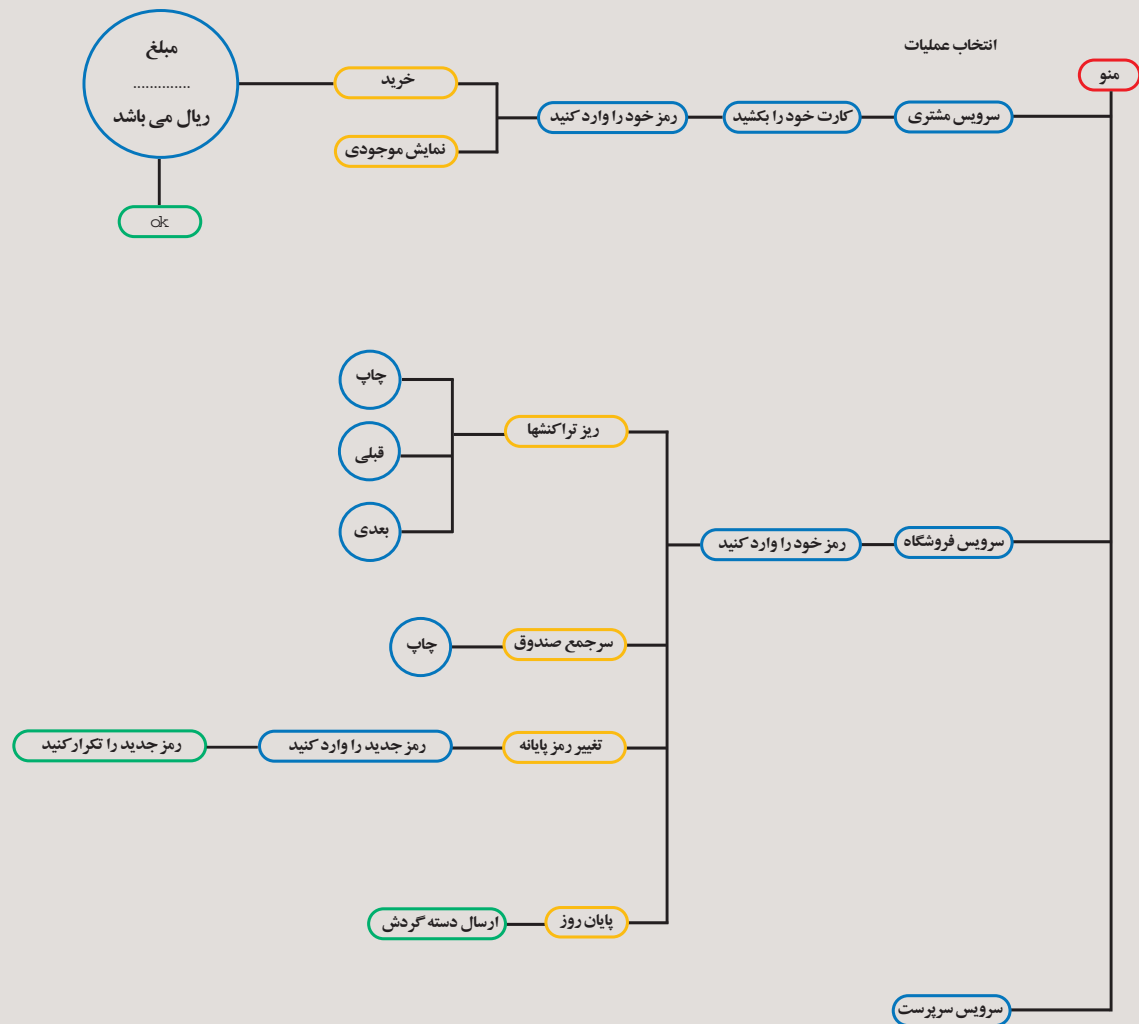 انتخاب عملیات
منو
سرویس مشتری
کارت خود را بکشید
رمز خود را وارد کنید
خرید
مبلغ
..............
ریال می باشد
ok
نمایش موجودی
سرویس فروشگاه
رمز خود را وارد کنید
ریز تراکنشها
چاپ
قبلی
بعدی
سرجمع صندوق
چاپ
تغییر رمز پایانه
رمز جدید را وارد کنید
رمز جدید را تکرار کنید
پایان روز
ارسال دسته گردش
سرویس سرپرست